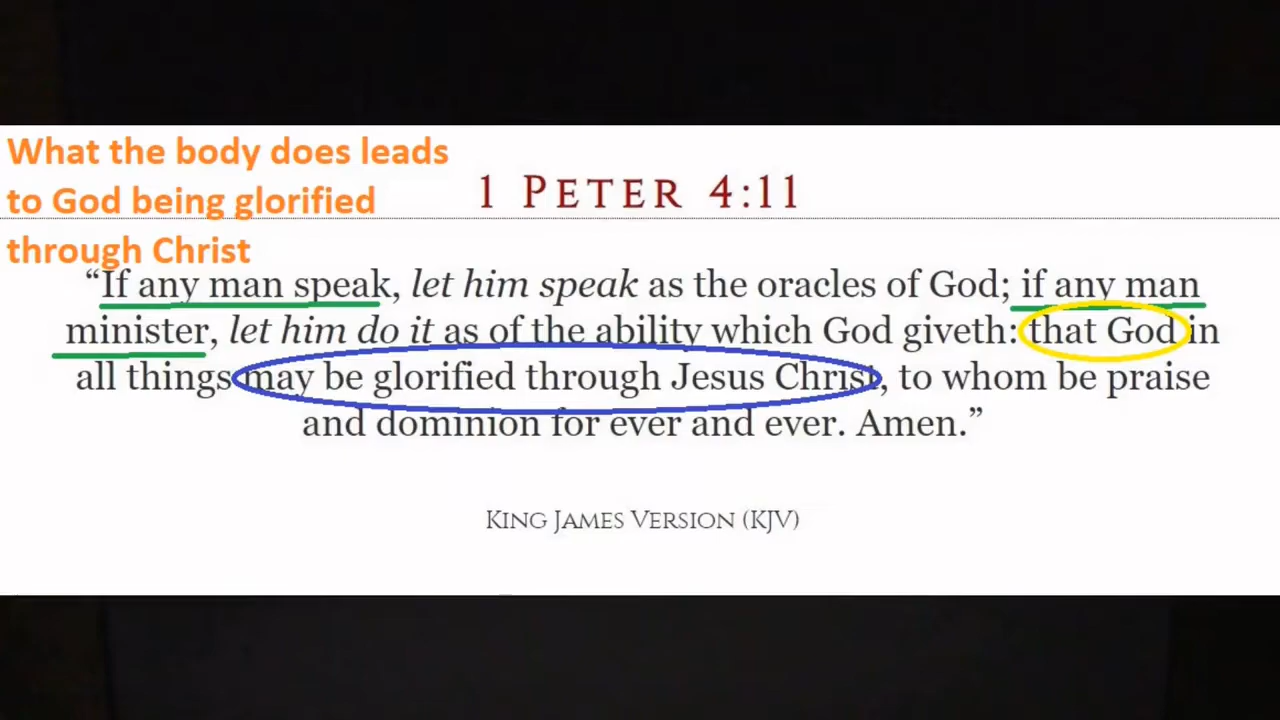 What the body does leads
to God being glorified
through Christ
1 PETER 4:11
“If any man speak, let him speak as the oracles of God; if any man
minister, let him do it as of the ability which God giveth: that God in
all things may be glorified through Jesus Christ, to whom be praise
and dominion for ever and ever. Amen.”
KING JAMES VERSION (KJV)